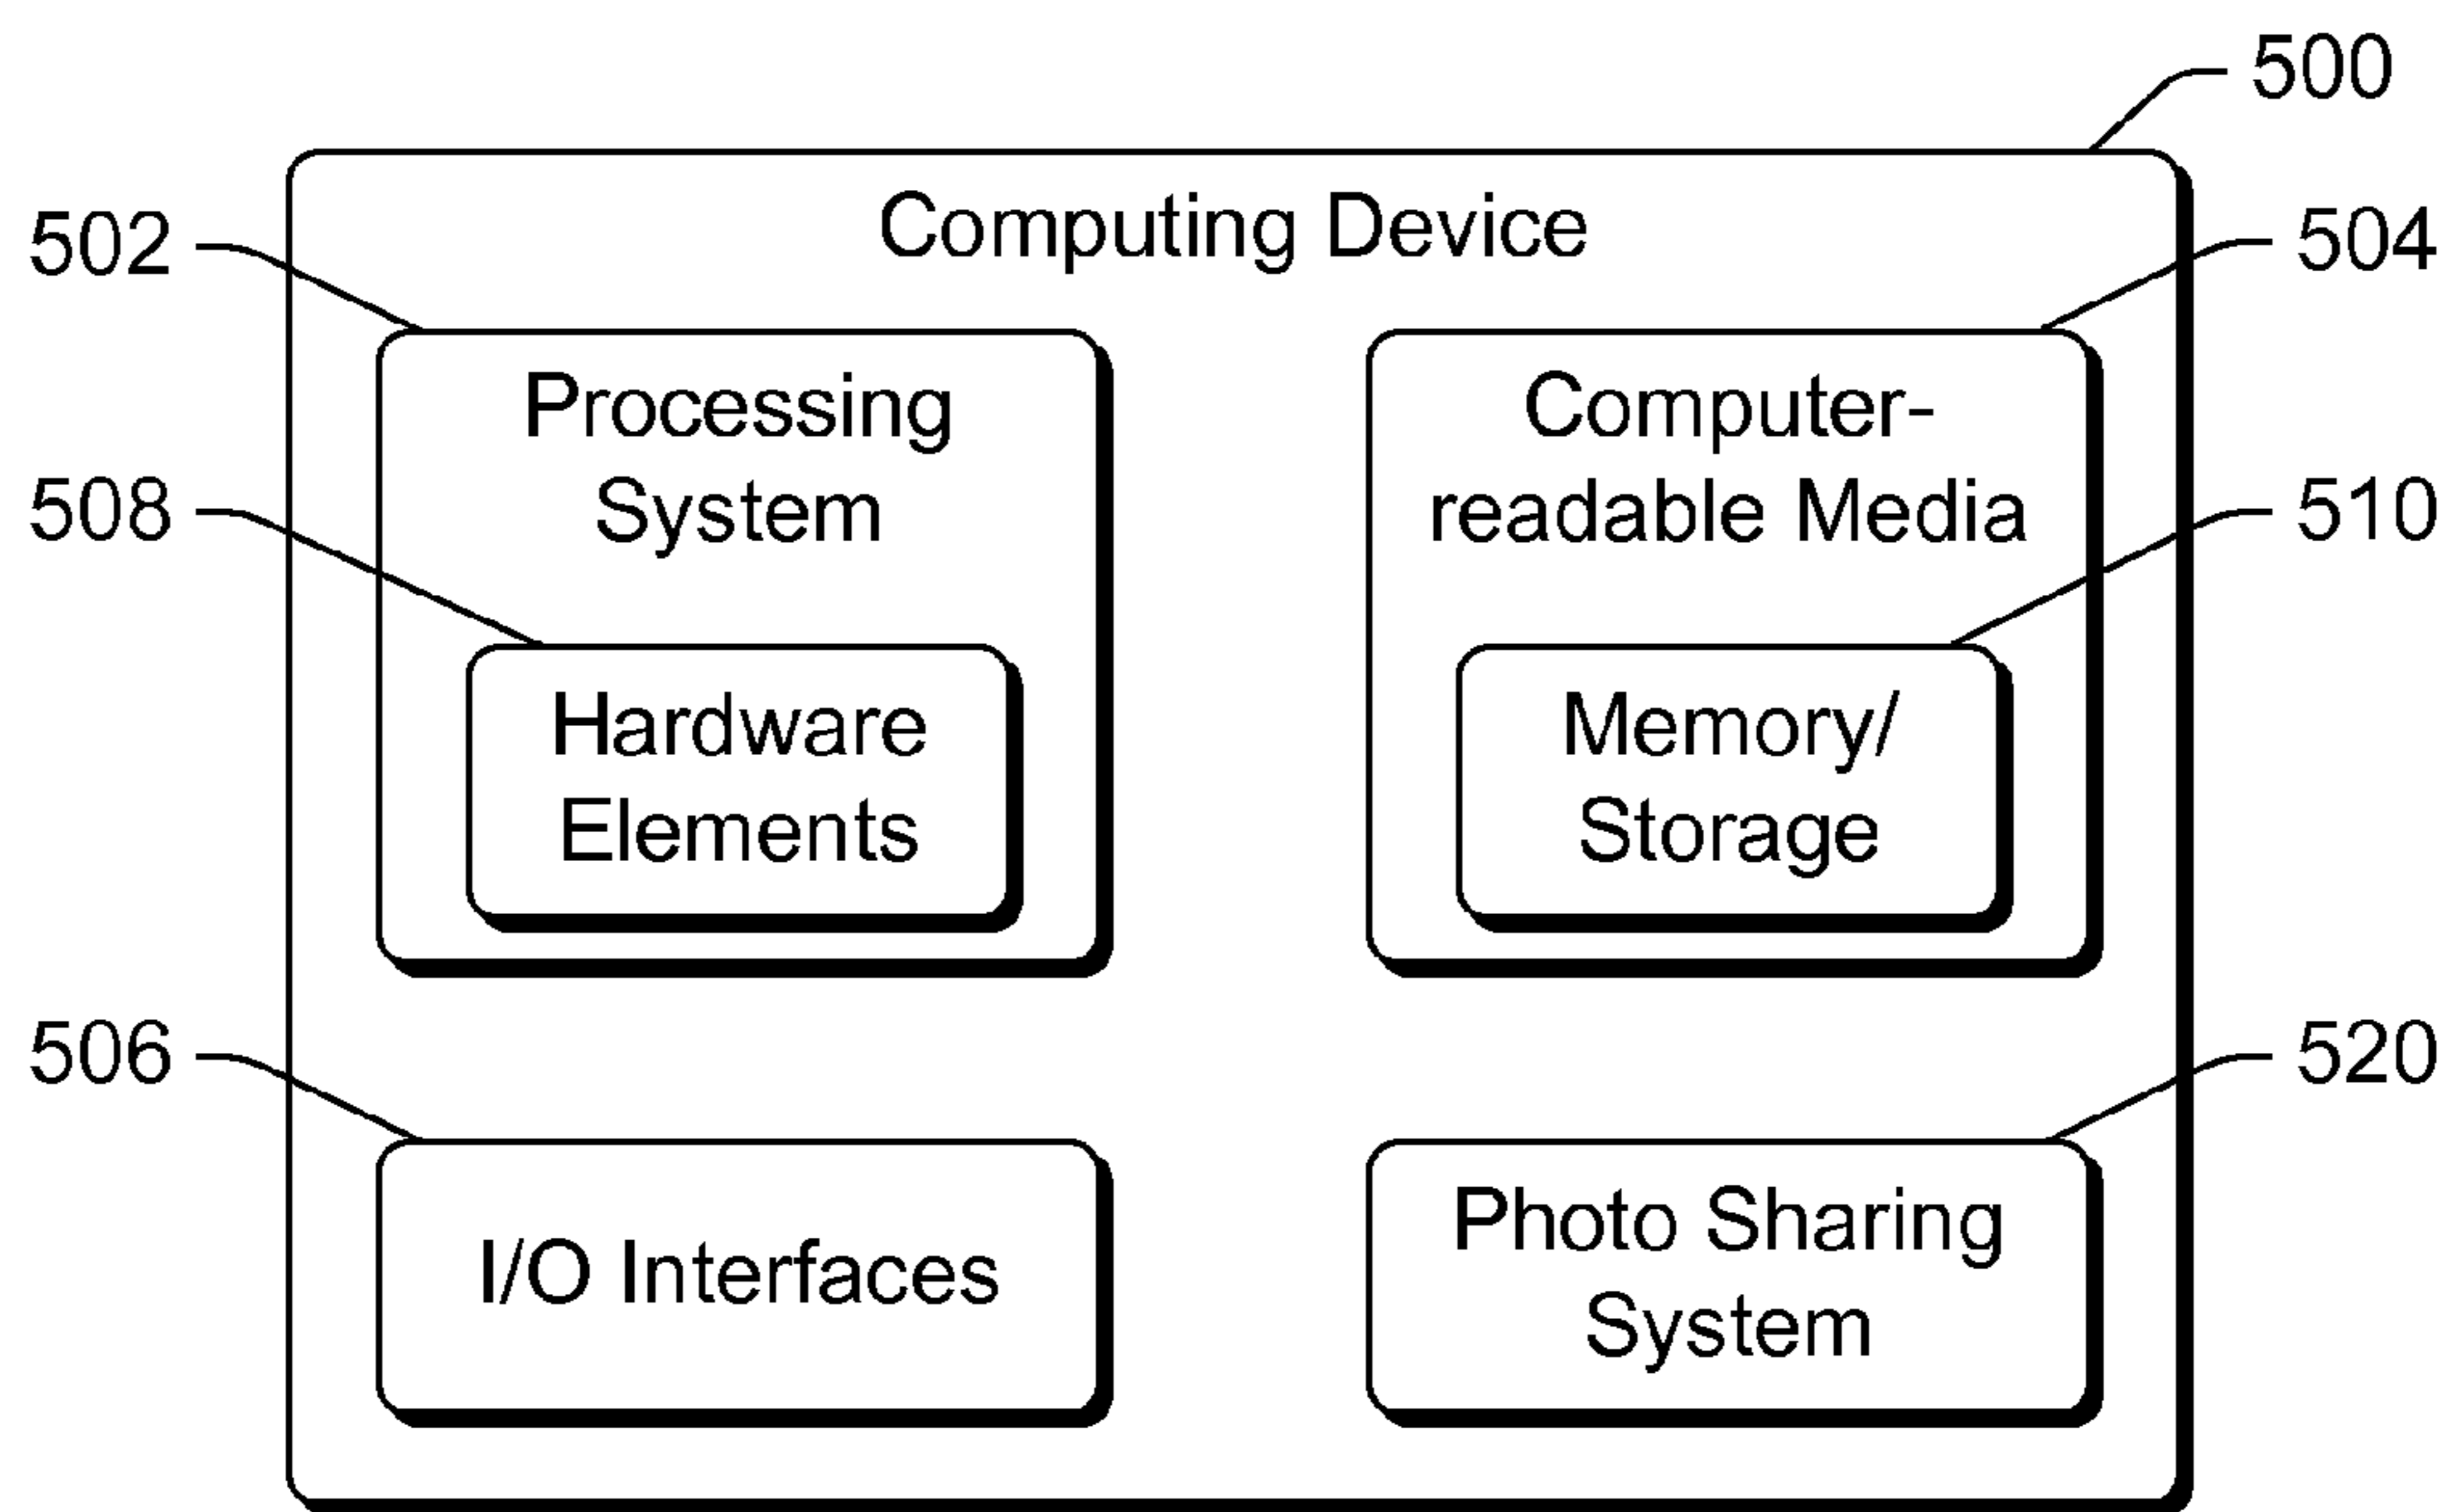 500
Computing Device
502
504
Processing
System
Computer-
readable Media
508
510
Hardware
Elements
Memory/
Storage
506
520
I/O Interfaces
Photo Sharing
System